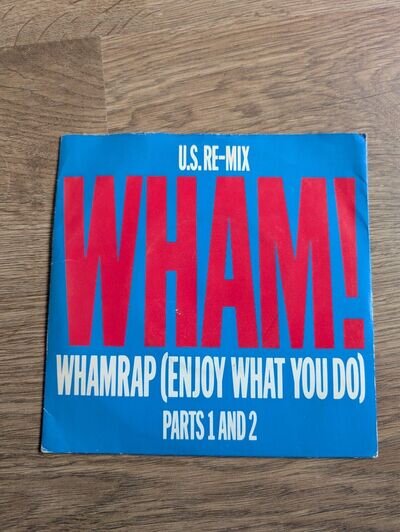 U.S. RE-MIX
WHAM!
WHAMRAP (ENJOY WHAT YOU DO)
PARTS 1 AND 2